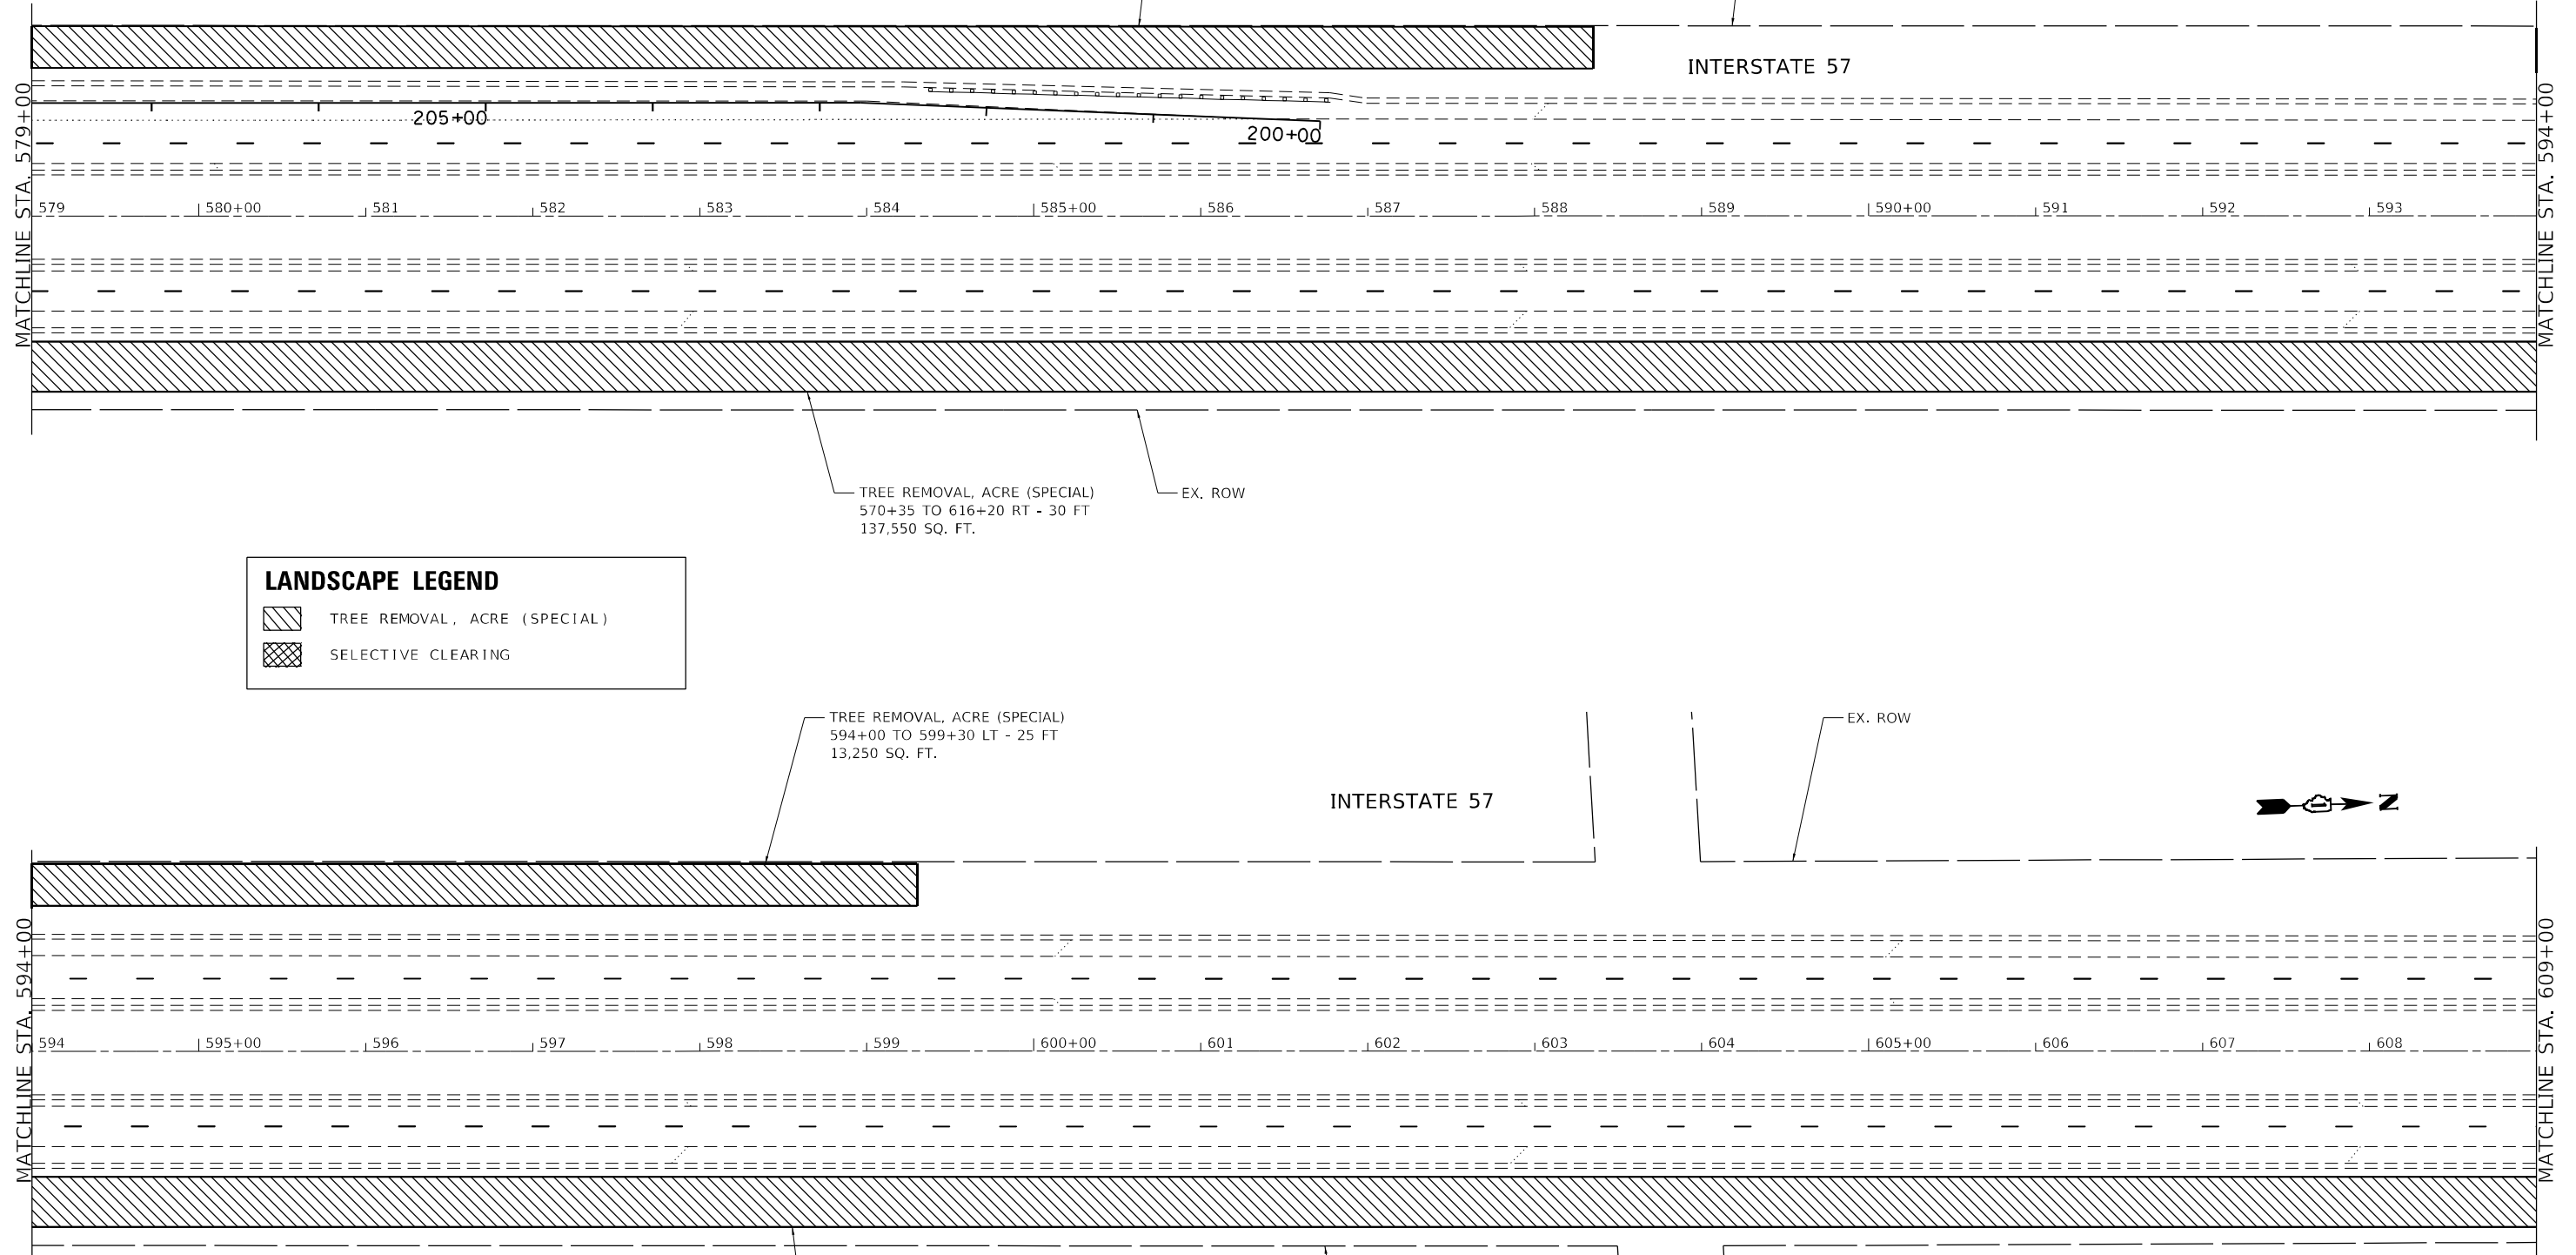 INTERSTATE 57
205+00
200+00
MATCHLINE STA. 579+00
579 580+00 581 582 583 584 585+00 586 587 588 589 590+00 591 592 593
MATCHLINE STA. 594+00
TREE REMOVAL, ACRE (SPECIAL)
570+35 TO 616+20 RT - 30 FT
137,550 SQ. FT.
EX. ROW
LANDSCAPE LEGEND
TREE REMOVAL, ACRE (SPECIAL)
SELECTIVE CLEARING
TREE REMOVAL, ACRE (SPECIAL)
594+00 TO 599+30 LT - 25 FT
13,250 SQ. FT.
EX. ROW
INTERSTATE 57
N
MATCHLINE STA. 594+00
594 595+00 596 597 598 599 600+00 601 602 603 604 605+00 606 607 608
MATCHLINE STA. 609+00